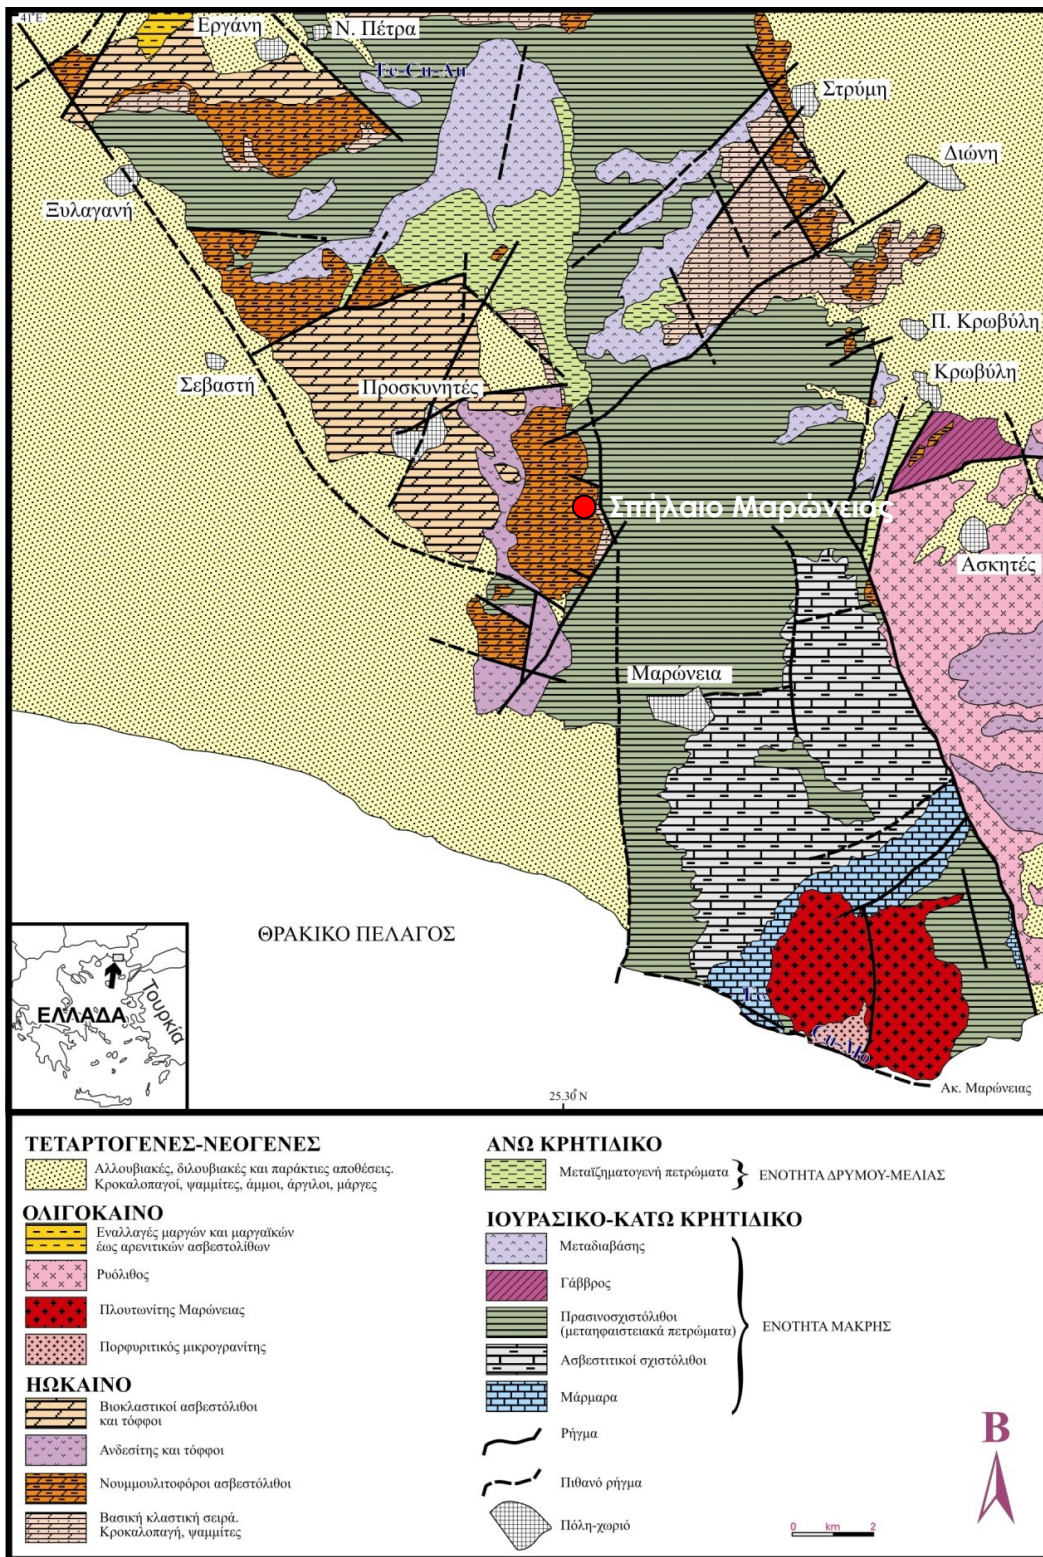 41°E
Εργάνη
Ν. Πέτρα
Fe-Cu-Au
Στρύμη
Διώνη
Ξυλαγανή
Π. Κρωβύλη
Σεβαστή
Προσκυνητές
Κρωβύλη
Σπήλαιο Μαρώνειας
Ασκητές
Μαρώνεια
ΘΡΑΚΙΚΟ ΠΕΛΑΓΟΣ
ΕΛΛΑΔΑ
Τουρκία
Cu-Mo
Ακ. Μαρώνειας
25.30° N
ΤΕΤΑΡΤΟΓΕΝΕΣ-ΝΕΟΓΕΝΕΣ
Αλλουβιακές, διλουβιακές και παράκτιες αποθέσεις.
Κροκαλοπαγοί, ψαμμίτες, άμμοι, άργιλοι, μάργες
ΟΛΙΓΟΚΑΙΝΟ
Εναλλαγές μαργών και μαργαϊκών
έως αρενιτικών ασβεστολίθων
Ρυόλιθος
Πλουτωνίτης Μαρώνειας
Πορφυριτικός μικρογρανίτης
ΗΩΚΑΙΝΟ
Βιοκλαστικοί ασβεστόλιθοι
και τόφφοι
Ανδεσίτης και τόφφοι
Νουμμουλιτοφόροι ασβεστόλιθοι
Βασική κλαστική σειρά.
Κροκαλοπαγή, ψαμμίτες
ΑΝΩ ΚΡΗΤΙΔΙΚΟ
Μεταϊζηματογενή πετρώματα
ΕΝΟΤΗΤΑ ΔΡΥΜΟΥ-ΜΕΛΙΑΣ
ΙΟΥΡΑΣΙΚΟ-ΚΑΤΩ ΚΡΗΤΙΔΙΚΟ
Μεταδιαβάσης
Γάββρος
Πρασινοσχιστόλιθοι
(μεταηφαιστειακά πετρώματα)
ΕΝΟΤΗΤΑ ΜΑΚΡΗΣ
Ασβεστιτικοί σχιστόλιθοι
Μάρμαρα
Ρήγμα
Πιθανό ρήγμα
Πόλη-χωριό
Β
0 km 2